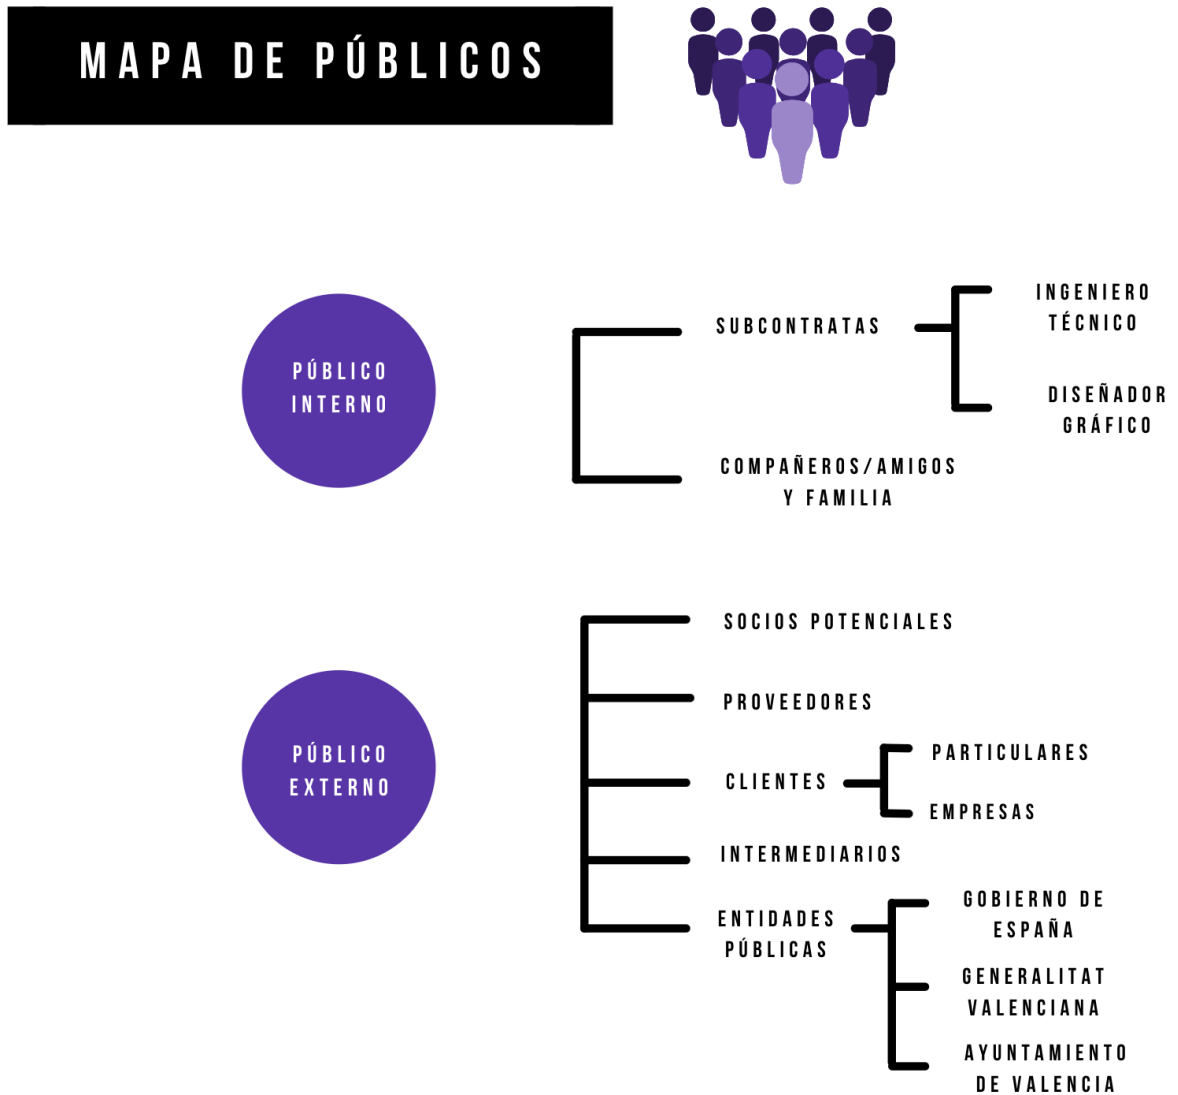 MAPA DE PÚBLICOS
PÚBLICO
INTERNO
SUBCONTRATAS
INGENIERO
TÉCNICO
DISEÑADOR
GRÁFICO
COMPAÑEROS/AMIGOS
Y FAMILIA
PÚBLICO
EXTERNO
SOCIOS POTENCIALES
PROVEEDORES
CLIENTES
PARTICULARES
EMPRESAS
INTERMEDIARIOS
ENTIDADES
PÚBLICAS
GOBIERNO DE
ESPAÑA
GENERALITAT
VALENCIANA
AYUNTAMIENTO
DE VALENCIA